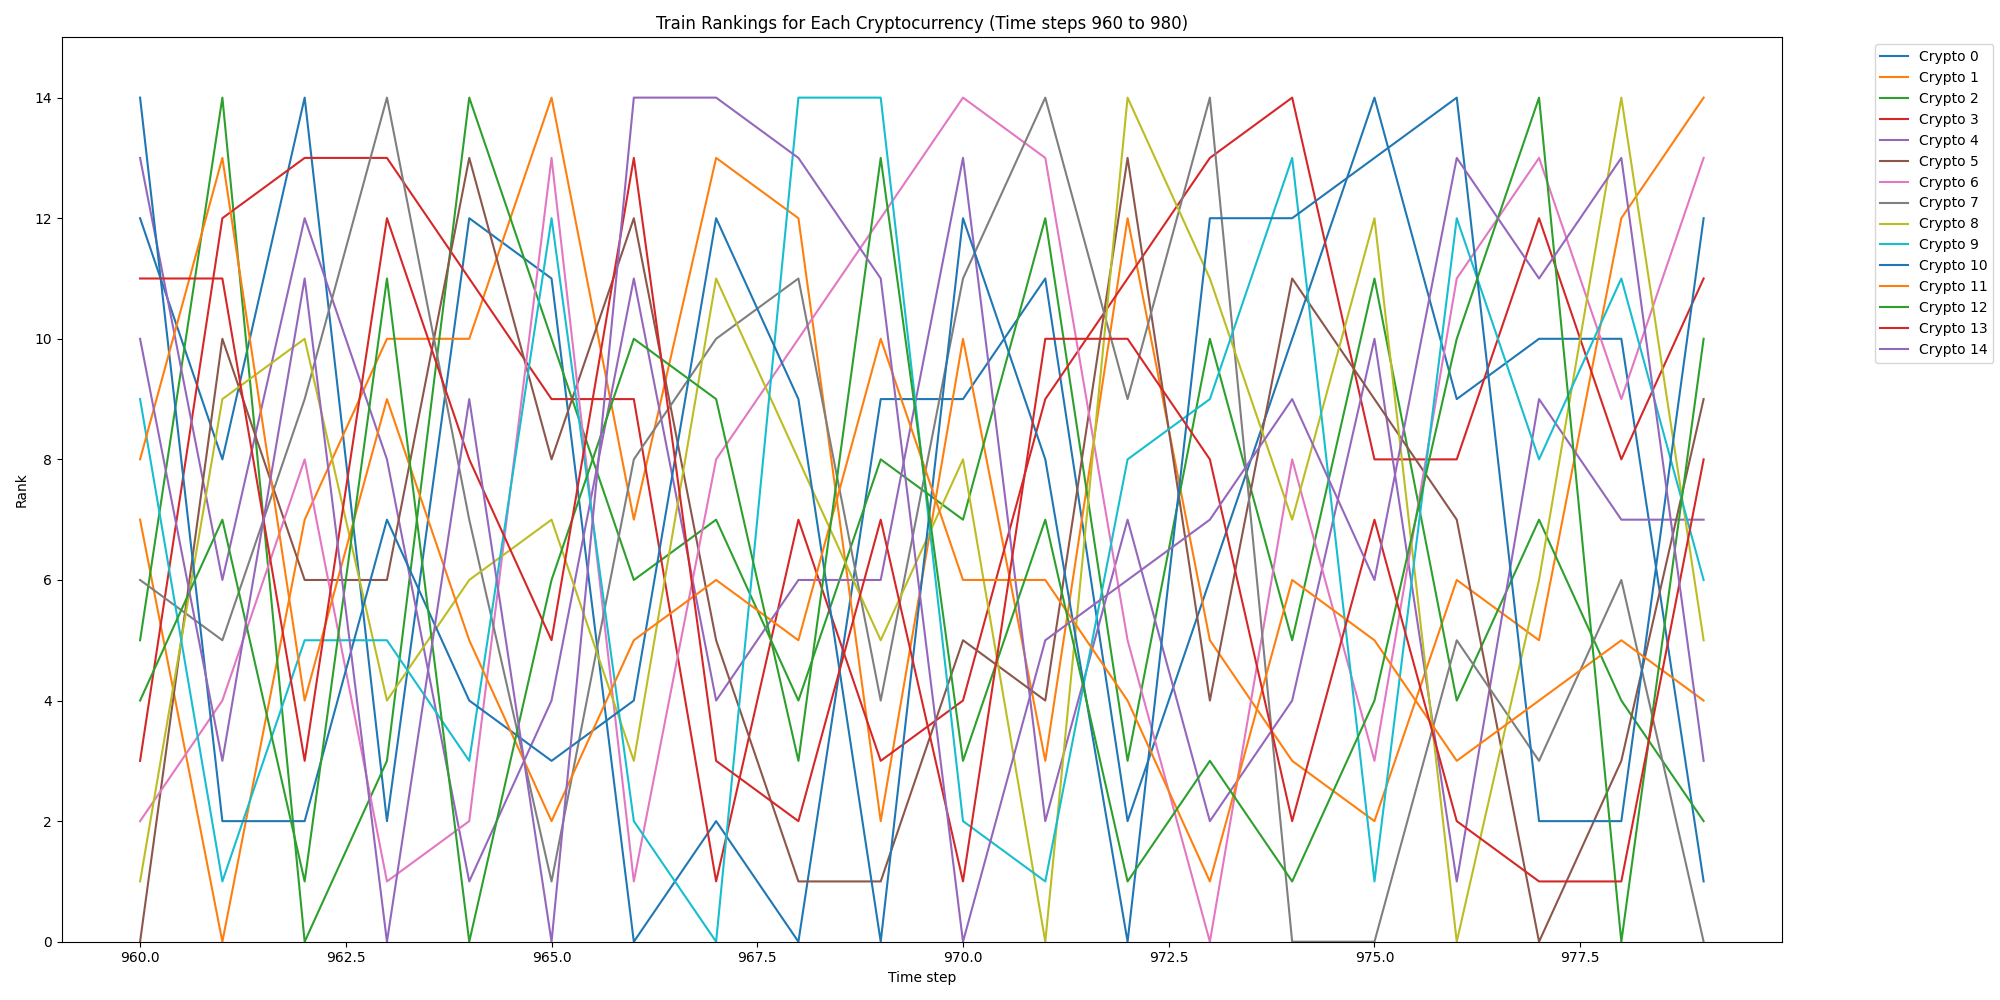 Train Rankings for Each Cryptocurrency (Time steps 960 to 980)
14
12
10
8
6
4
2
0
Rank
960.0 962.5 965.0 967.5 970.0 972.5 975.0 977.5
Time step
Crypto 0
Crypto 1
Crypto 2
Crypto 3
Crypto 4
Crypto 5
Crypto 6
Crypto 7
Crypto 8
Crypto 9
Crypto 10
Crypto 11
Crypto 12
Crypto 13
Crypto 14